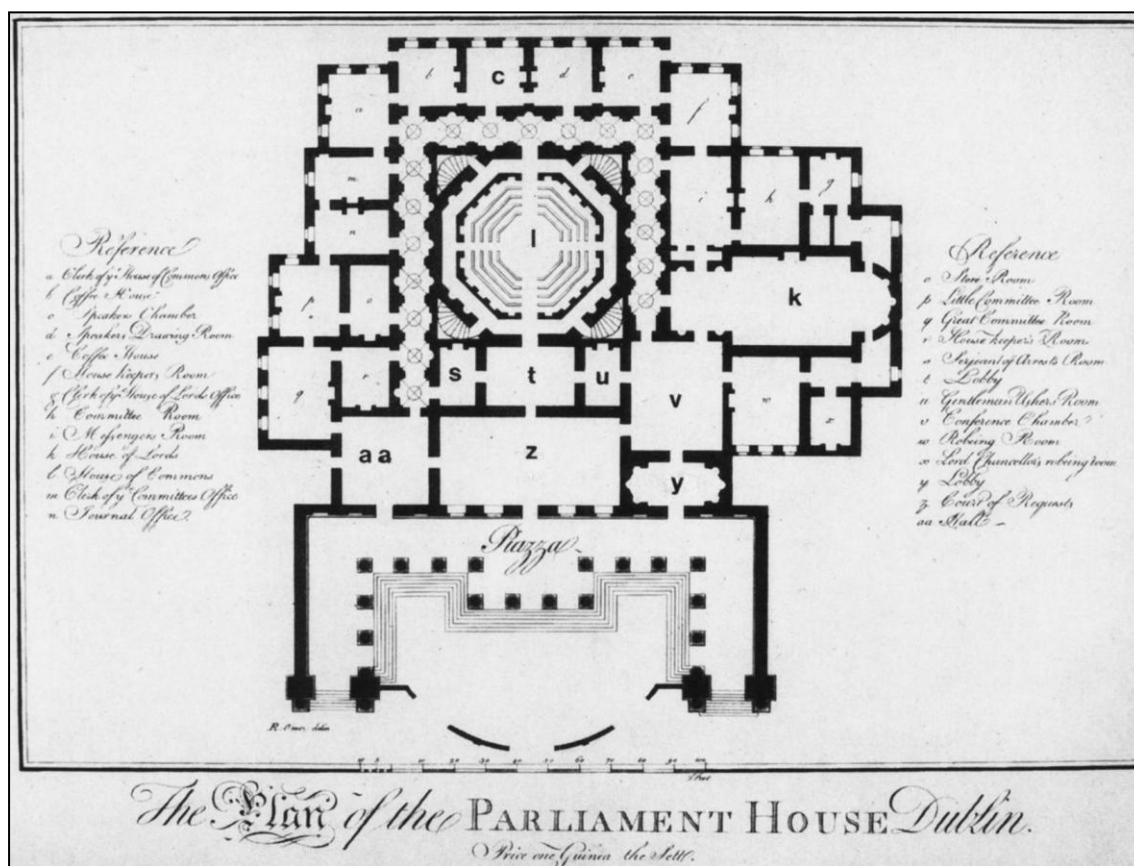 b
c
d
e
a
f
m
i
h
g
n
l
k
p
o
q
r
s
t
u
v
w
x
aa
z
y
Piazza
Reference
a Clerk of ye House of Commons Office
b Coffee House
c Speaker Chamber
d Speakers Drawing Room
e Coffee House
f House keepers Room
g Clerk of ye House of Lords Office
h Committee Room
i Messengers Room
k House of Lords
l House of Commons
m Clerk of ye Committees Office
n Journal Office
Reference
o Store Room
p Little Committee Room
q Great Committee Room
r House keeper's Room
s Serjeant of Arms's Room
t Lobby
u Gentleman Ushers Room
v Conference Chamber
w Robeing Room
x Lord Chancellors robeing room
y Lobby
z Court of Requests
aa Hall
R. Omer delin
The Plan of the PARLIAMENT HOUSE Dublin.
Price one Guinea the Sett.